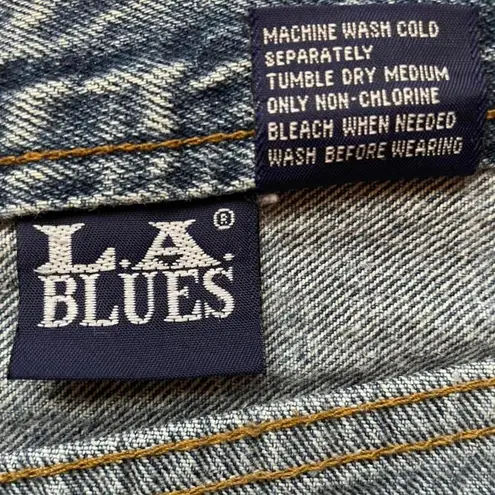 MACHINE WASH COLD
SEPARATELY
TUMBLE DRY MEDIUM
ONLY NON-CHLORINE
BLEACH WHEN NEEDED
WASH BEFORE WEARING
L.A.®
BLUES